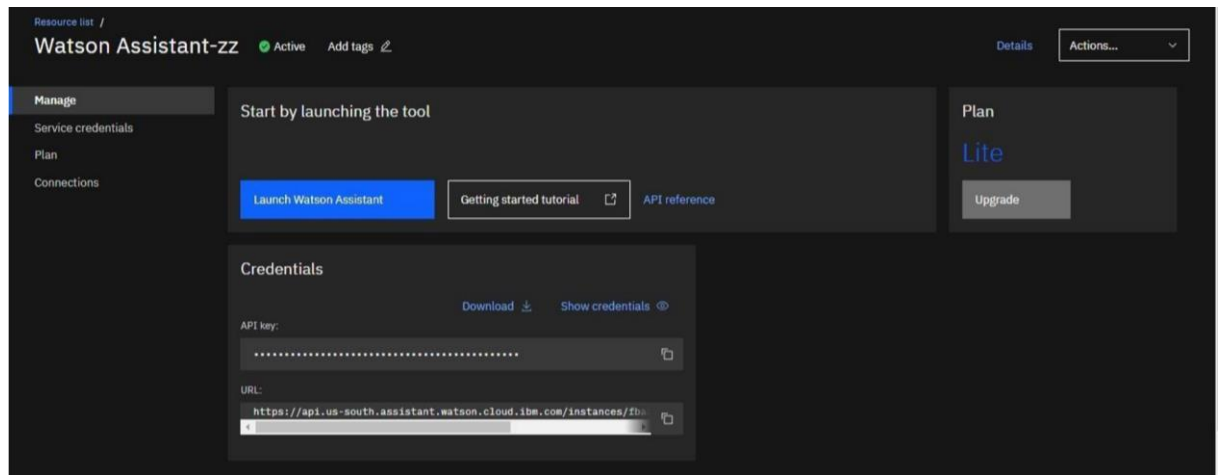 Resource list /
Watson Assistant-zz Active Add tags Details Actions...
Manage
Service credentials
Plan
Connections
Start by launching the tool
Launch Watson Assistant Getting started tutorial API reference
Plan
Lite
Upgrade
Credentials
Download Show credentials
API key:
••••••••••••••••••••••••••••••••••••••••••••
URL:
https://api.us-south.assistant.watson.cloud.ibm.com/instances/fba